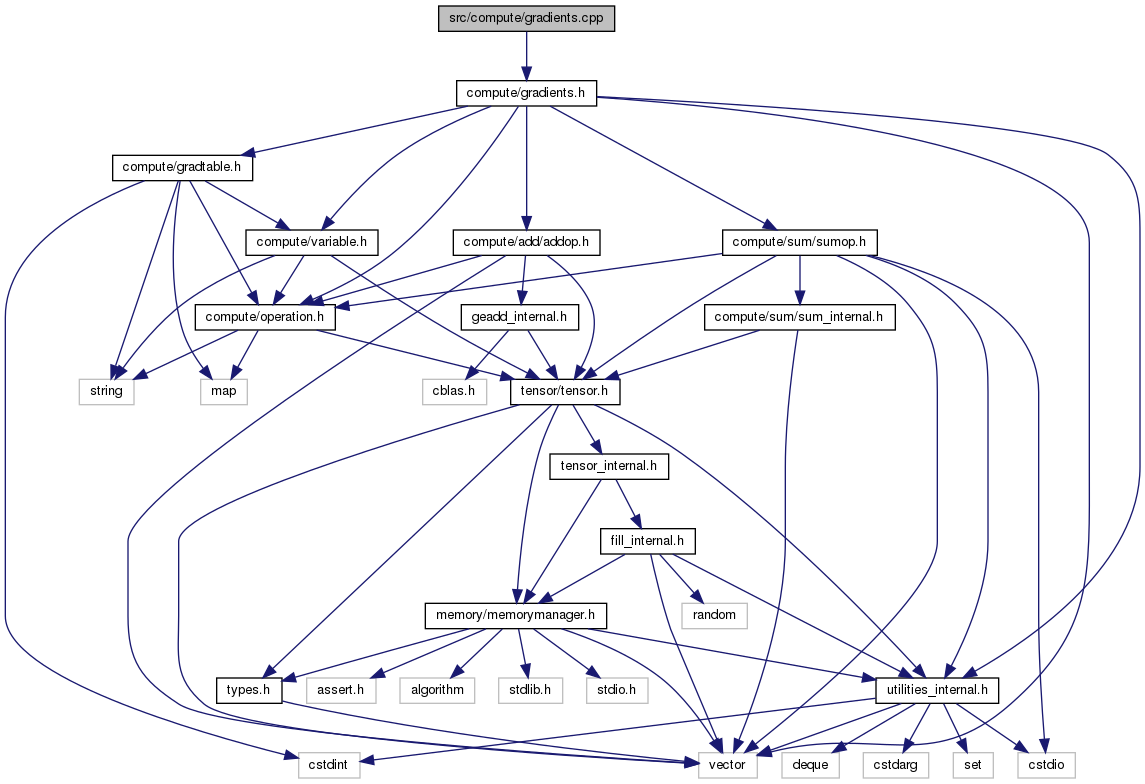 src/compute/gradients.cpp
compute/gradients.h
compute/gradtable.h
compute/variable.h
compute/add/addop.h
compute/sum/sumop.h
compute/operation.h
geadd_internal.h
compute/sum/sum_internal.h
string
map
cblas.h
tensor/tensor.h
tensor_internal.h
fill_internal.h
memory/memorymanager.h
random
types.h
assert.h
algorithm
stdlib.h
stdio.h
utilities_internal.h
cstdint
vector
deque
cstdarg
set
cstdio